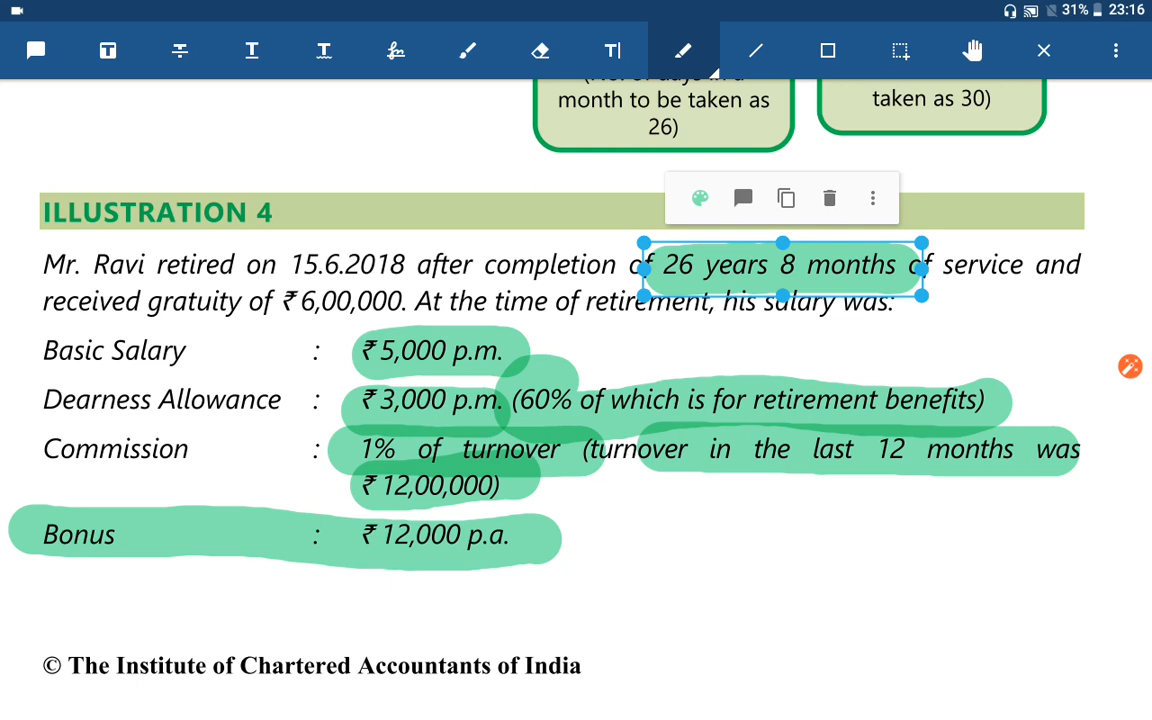 31% 23:16
month to be taken as
26)
taken as 30)
ILLUSTRATION 4
Mr. Ravi retired on 15.6.2018 after completion of 26 years 8 months of service and
received gratuity of ₹ 6,00,000. At the time of retirement, his salary was:
Basic Salary : ₹ 5,000 p.m.
Dearness Allowance : ₹ 3,000 p.m. (60% of which is for retirement benefits)
Commission : 1% of turnover (turnover in the last 12 months was
₹ 12,00,000)
Bonus : ₹ 12,000 p.a.
© The Institute of Chartered Accountants of India